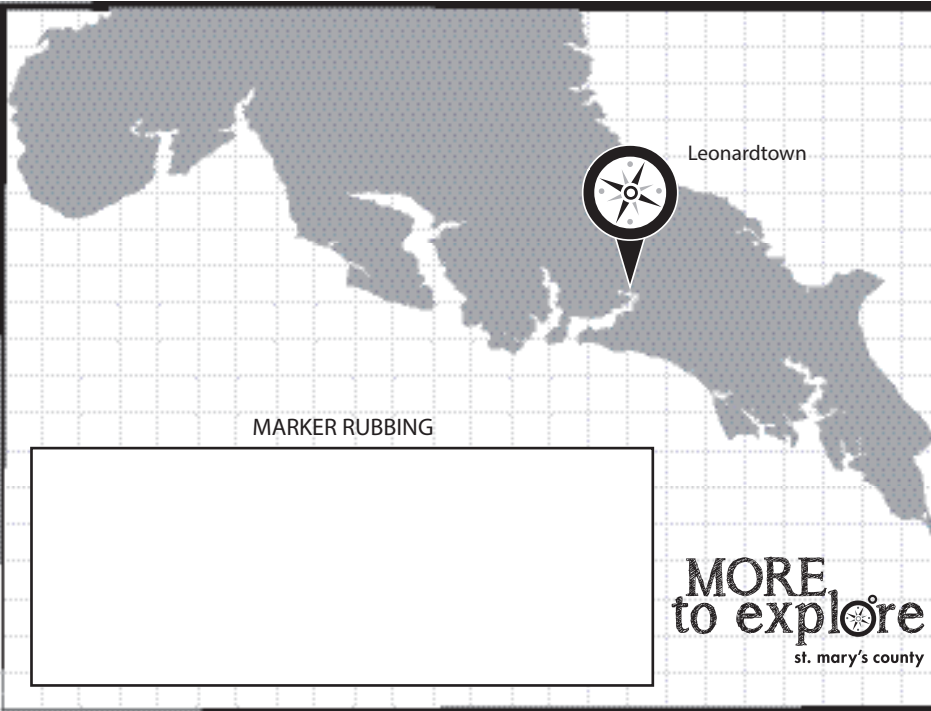 Leonardtown
MARKER RUBBING
MORE
to explore
st. mary's county